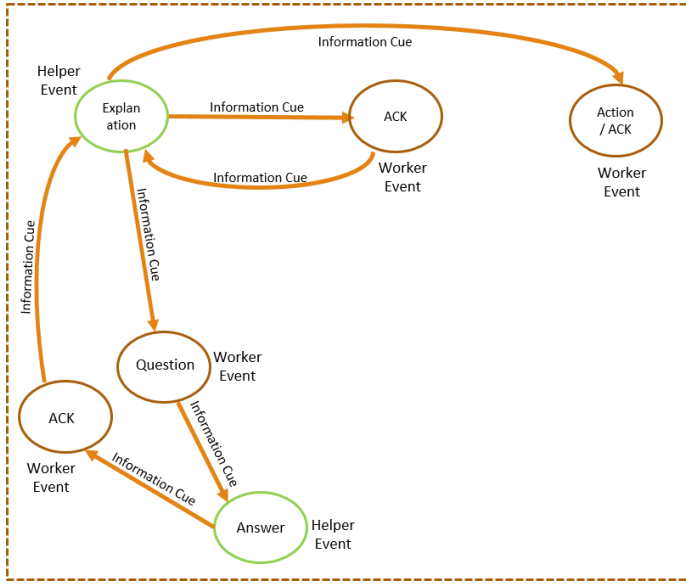 Information Cue
Helper
Event
Explan
ation
Information Cue
ACK
Action
/ ACK
Information Cue
Worker
Event
Worker
Event
Information Cue
Information Cue
Question
Worker
Event
ACK
Information Cue
Worker
Event
Information Cue
Answer
Helper
Event